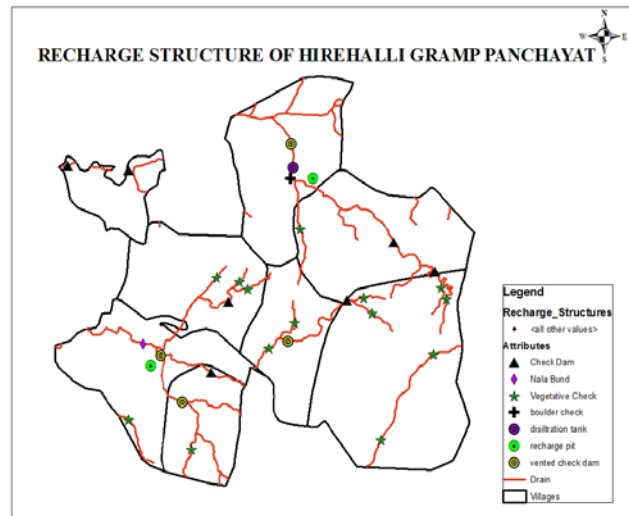 N
RECHARGE STRUCTURE OF HIREHALLI GRAMP PANCHAYAT
W E
S
Legend
Recharge_Structures
<all other values>
Attributes
Check Dam
Nala Bund
Vegetative Check
boulder check
disiltration tank
recharge pit
vented check dam
Drain
Villages